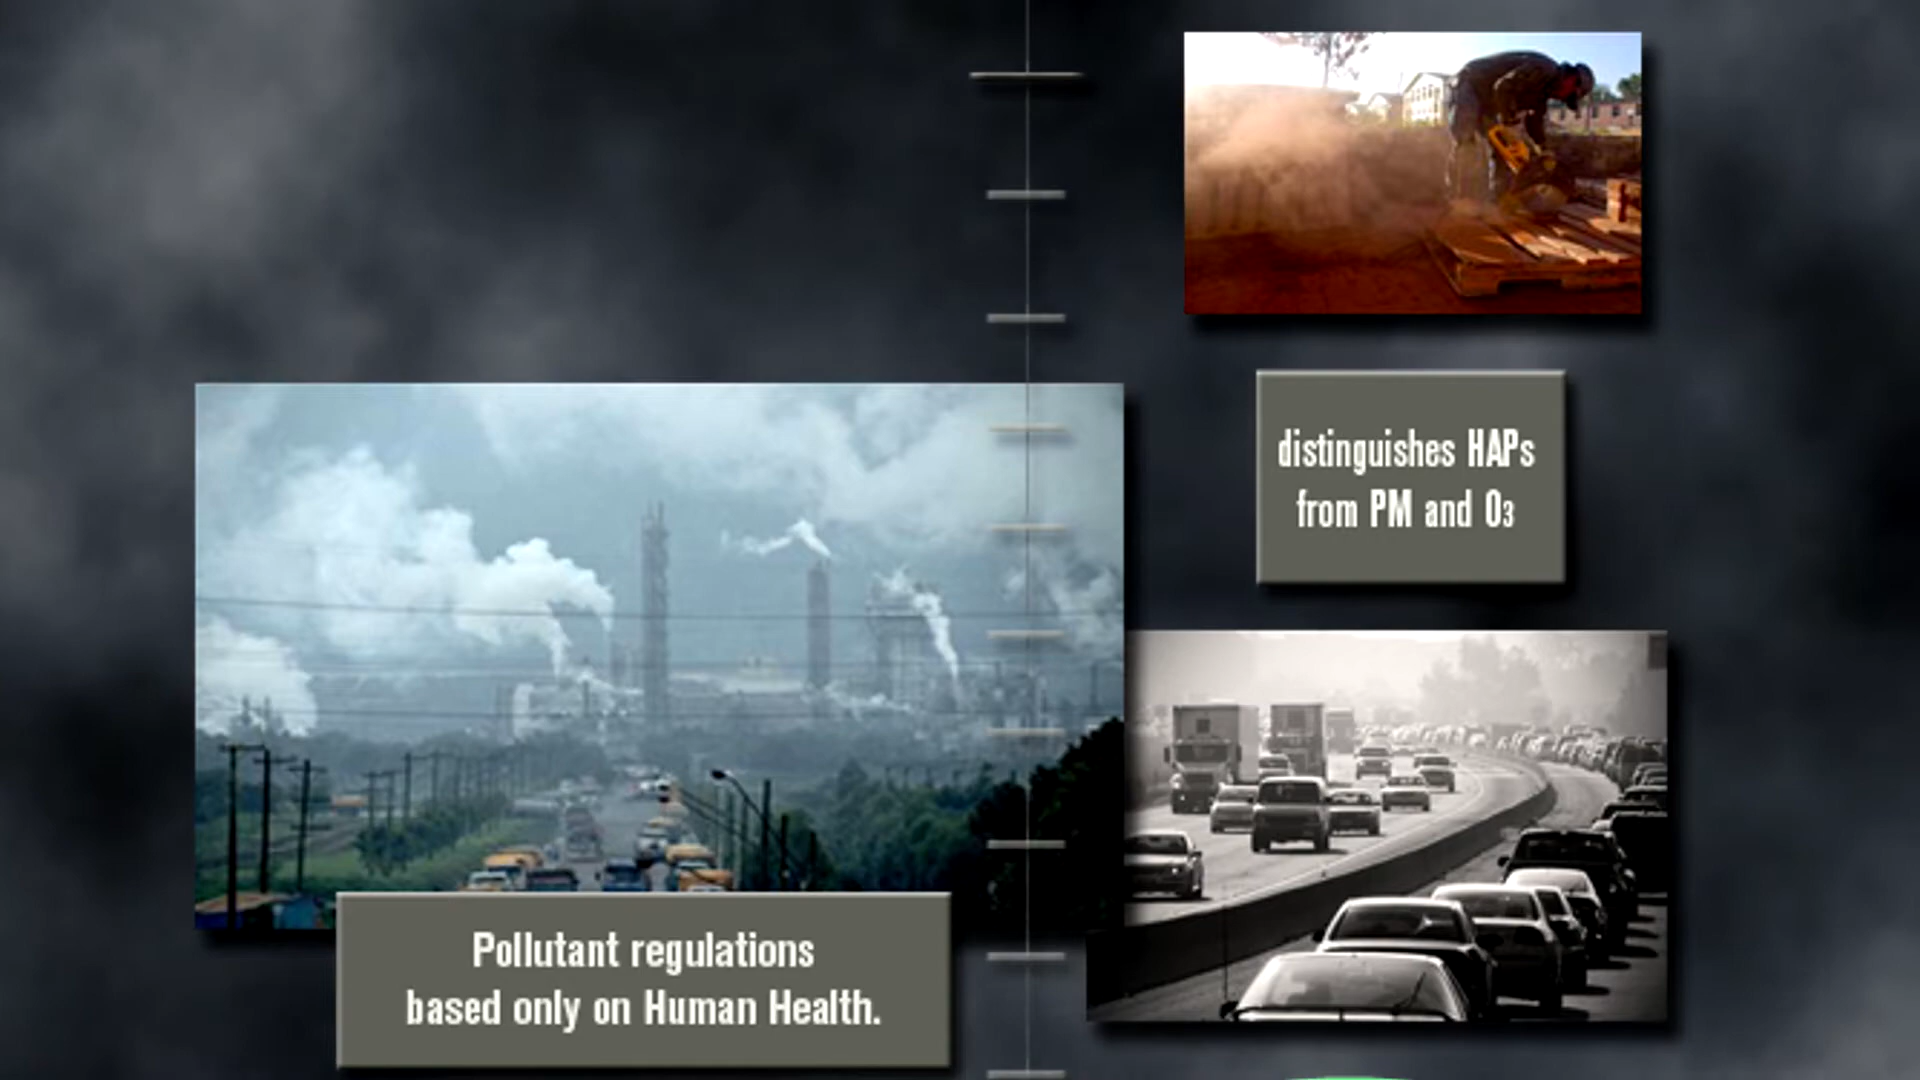 distinguishes HAPs
from PM and O3
Pollutant regulations
based only on Human Health.